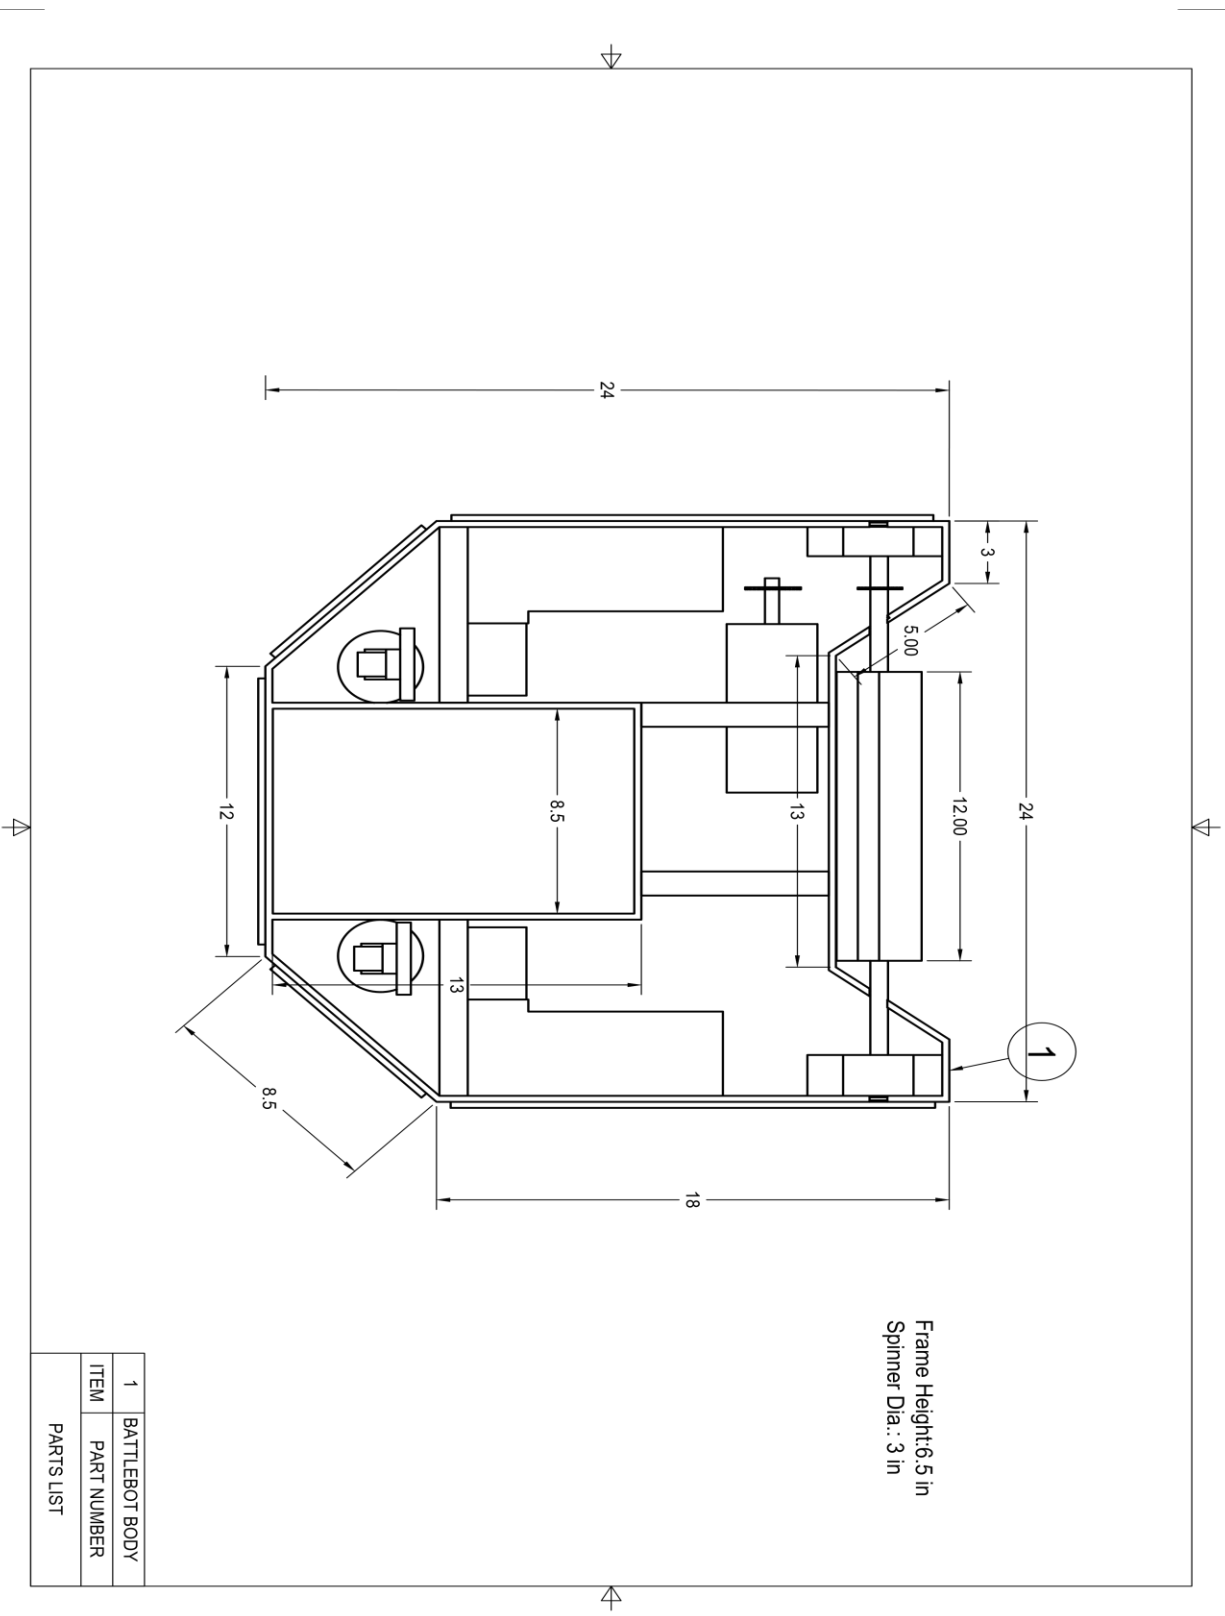 24
12.00
24
3
5.00
13
8.5
12
13
8.5
18
1
Frame Height:6.5 in
Spinner Dia.: 3 in
1 BATTLEBOT BODY
ITEM PART NUMBER
PARTS LIST